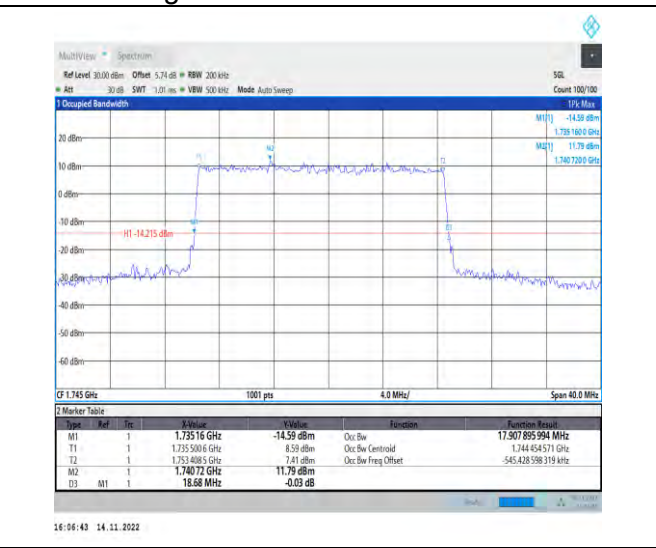 MultiView Spectrum
Ref Level 30.00 dBm Offset 5.74 dB RBW 200 kHz SGL
Att 30 dB SWT 1.01 ms VBW 500 kHz Mode Auto Sweep Count 100/100
1 Occupied Bandwidth 1Pk Max
M1[1] -14.59 dBm
1.735 160 0 GHz
M2[1] 11.79 dBm
1.740 720 0 GHz
20 dBm
M2
T1 T2
10 dBm
0 dBm
-10 dBm
M1 D3
H1 -14.215 dBm
-20 dBm
-30 dBm
-40 dBm
-50 dBm
-60 dBm
CF 1.745 GHz 1001 pts 4.0 MHz/ Span 40.0 MHz
2 Marker Table
Type Ref Trc X-Value Y-Value Function Function Result
M1 1 1.735 16 GHz -14.59 dBm Occ Bw 17.907 895 994 MHz
T1 1 1.735 500 6 GHz 8.59 dBm Occ Bw Centroid 1.744 454 571 GHz
T2 1 1.753 408 5 GHz 7.41 dBm Occ Bw Freq Offset -545.428 598 319 kHz
M2 1 1.740 72 GHz 11.79 dBm
D3 M1 1 18.68 MHz -0.03 dB
16:06:43 14.11.2022